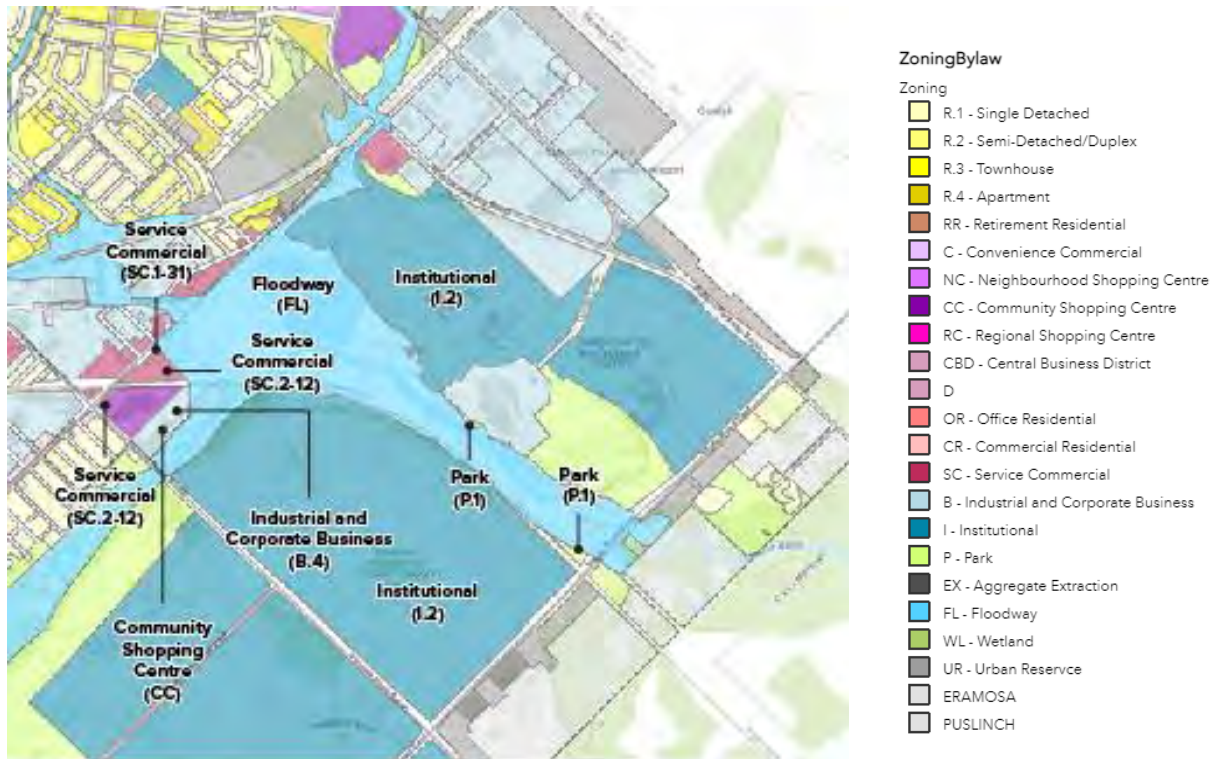 Service
Commercial
(SC.1-31)
Floodway
(FL)
Institutional
(I.2)
Service
Commercial
(SC.2-12)
Service
Commercial
(SC.2-12)
Park
(P.1)
Park
(P.1)
Industrial and
Corporate Business
(B.4)
Institutional
(I.2)
Community
Shopping
Centre
(CC)
Guelph
ZoningBylaw
Zoning
R.1 - Single Detached
R.2 - Semi-Detached/Duplex
R.3 - Townhouse
R.4 - Apartment
RR - Retirement Residential
C - Convenience Commercial
NC - Neighbourhood Shopping Centre
CC - Community Shopping Centre
RC - Regional Shopping Centre
CBD - Central Business District
D
OR - Office Residential
CR - Commercial Residential
SC - Service Commercial
B - Industrial and Corporate Business
I - Institutional
P - Park
EX - Aggregate Extraction
FL - Floodway
WL - Wetland
UR - Urban Reservce
ERAMOSA
PUSLINCH